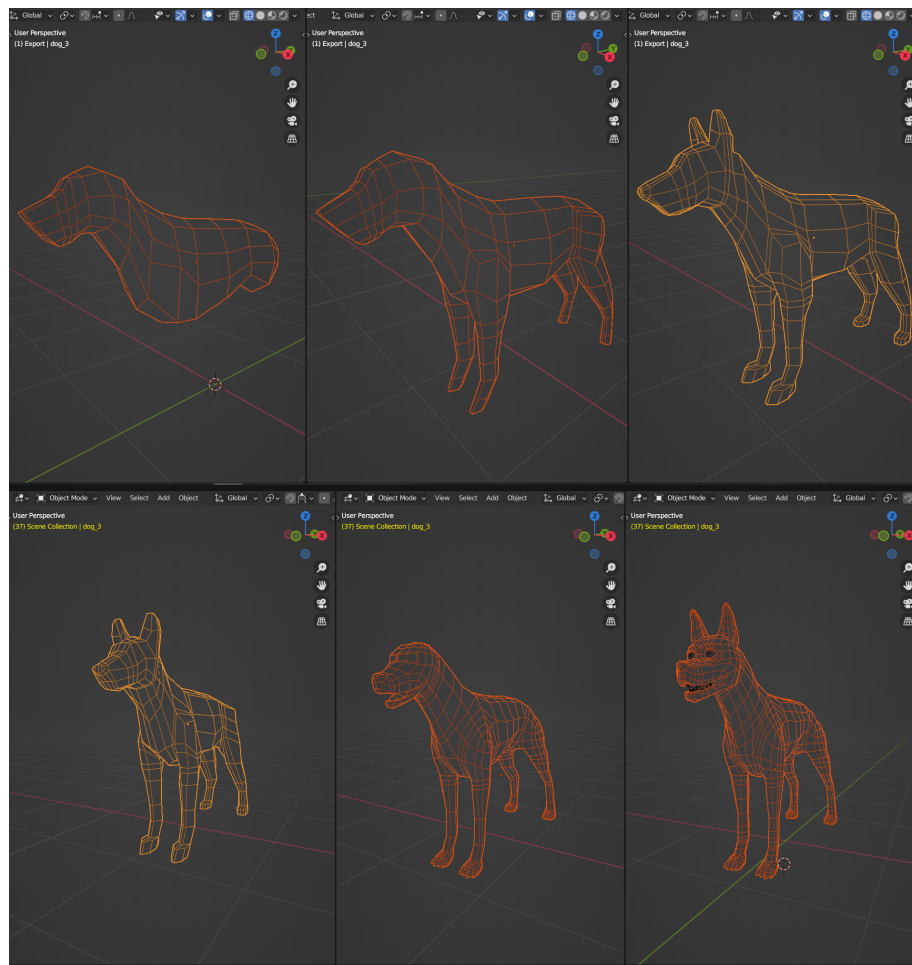 Global
ect Global
Global
User Perspective
(1) Export | dog_3
User Perspective
(1) Export | dog_3
User Perspective
(1) Export | dog_3
Z
Y
X
Z
Y
X
Z
Y
X
Object Mode View Select Add Object Global
Object Mode View Select Add Object Global
Object Mode View Select Add Object Global
User Perspective
(37) Scene Collection | dog_3
User Perspective
(37) Scene Collection | dog_3
User Perspective
(37) Scene Collection | dog_3
Z
Y
X
Z
Y
X
Z
Y
X